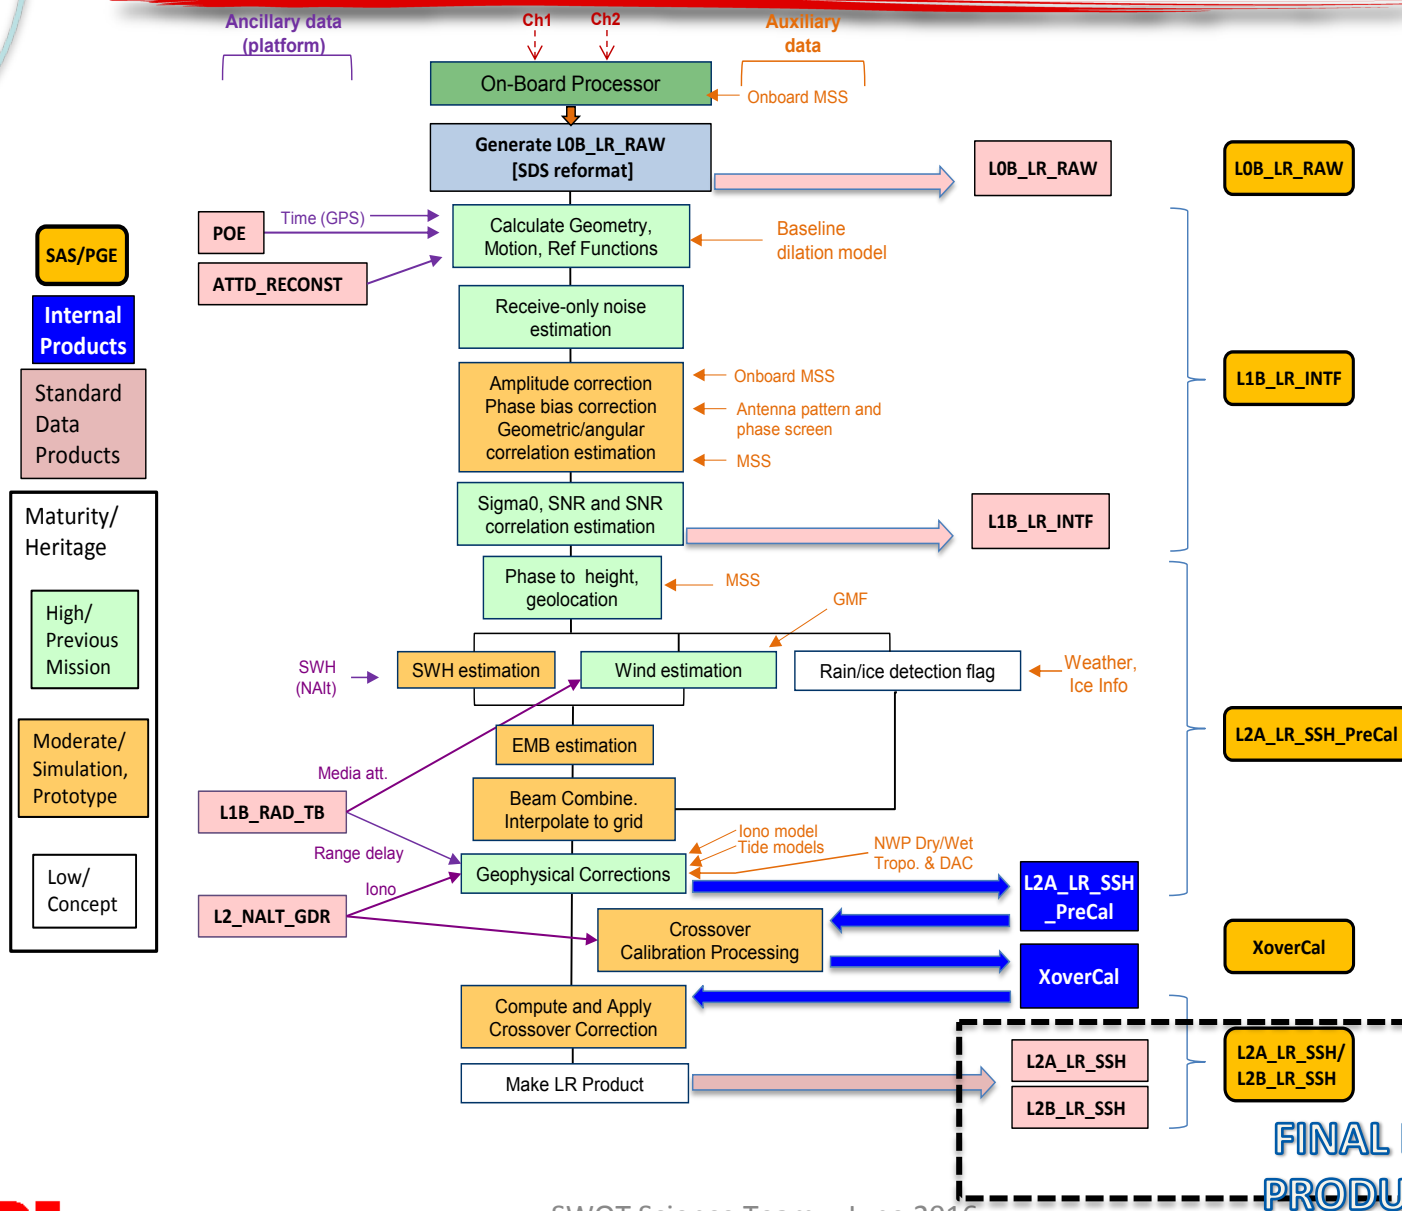 Ancillary data
(platform)
Ch1
Ch2
Auxiliary
data
On-Board Processor
Onboard MSS
Generate L0B_LR_RAW
[SDS reformat]
L0B_LR_RAW
L0B_LR_RAW
POE
Time (GPS)
ATTD_RECONST
Calculate Geometry,
Motion, Ref Functions
Baseline
dilation model
SAS/PGE
Internal
Products
Standard
Data
Products
Receive-only noise
estimation
Amplitude correction
Phase bias correction
Geometric/angular
correlation estimation
Onboard MSS
Antenna pattern and
phase screen
MSS
L1B_LR_INTF
Sigma0, SNR and SNR
correlation estimation
L1B_LR_INTF
Maturity/
Heritage
High/
Previous
Mission
Moderate/
Simulation,
Prototype
Low/
Concept
Phase to height,
geolocation
MSS
GMF
SWH
(NAlt)
SWH estimation
Wind estimation
Rain/ice detection flag
Weather,
Ice Info
EMB estimation
L2A_LR_SSH_PreCal
Media att.
L1B_RAD_TB
Beam Combine.
Interpolate to grid
Range delay
Iono model
Tide models
NWP Dry/Wet
Tropo. & DAC
Geophysical Corrections
Iono
L2_NALT_GDR
L2A_LR_SSH
_PreCal
Crossover
Calibration Processing
XoverCal
XoverCal
Compute and Apply
Crossover Correction
Make LR Product
L2A_LR_SSH
L2B_LR_SSH
L2A_LR_SSH/
L2B_LR_SSH
FINAL
PRODU
SWOT Science Team June 2016